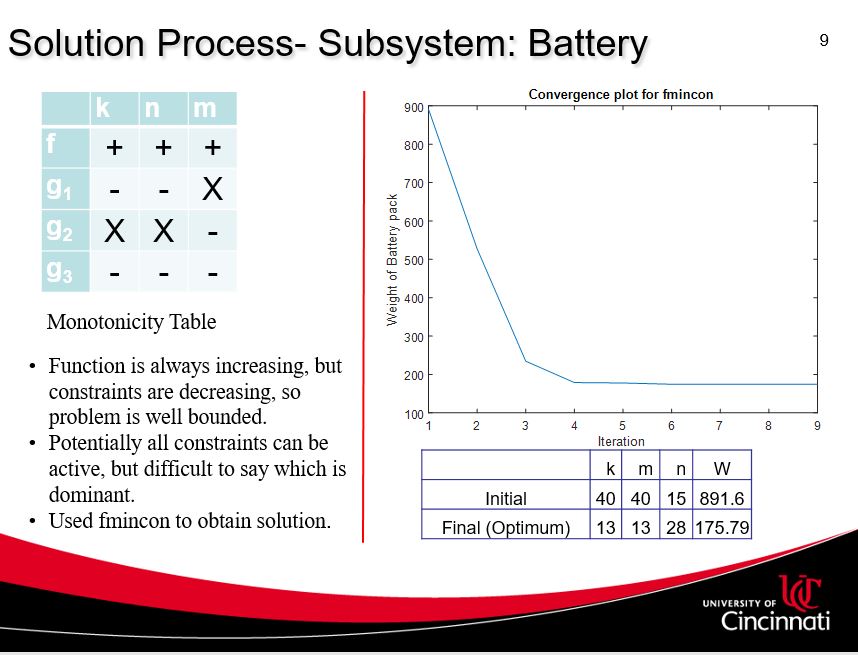 Solution Process- Subsystem: Battery
9
k n m
f + + +
g₁ - - X
g₂ X X -
g₃ - - -
Monotonicity Table
• Function is always increasing, but
constraints are decreasing, so
problem is well bounded.
• Potentially all constraints can be
active, but difficult to say which is
dominant.
• Used fmincon to obtain solution.
Convergence plot for fmincon
Weight of Battery pack
900
800
700
600
500
400
300
200
100
1 2 3 4 5 6 7 8 9
Iteration
k m n W
Initial 40 40 15 891.6
Final (Optimum) 13 13 28 175.79
UC
UNIVERSITY OF
Cincinnati